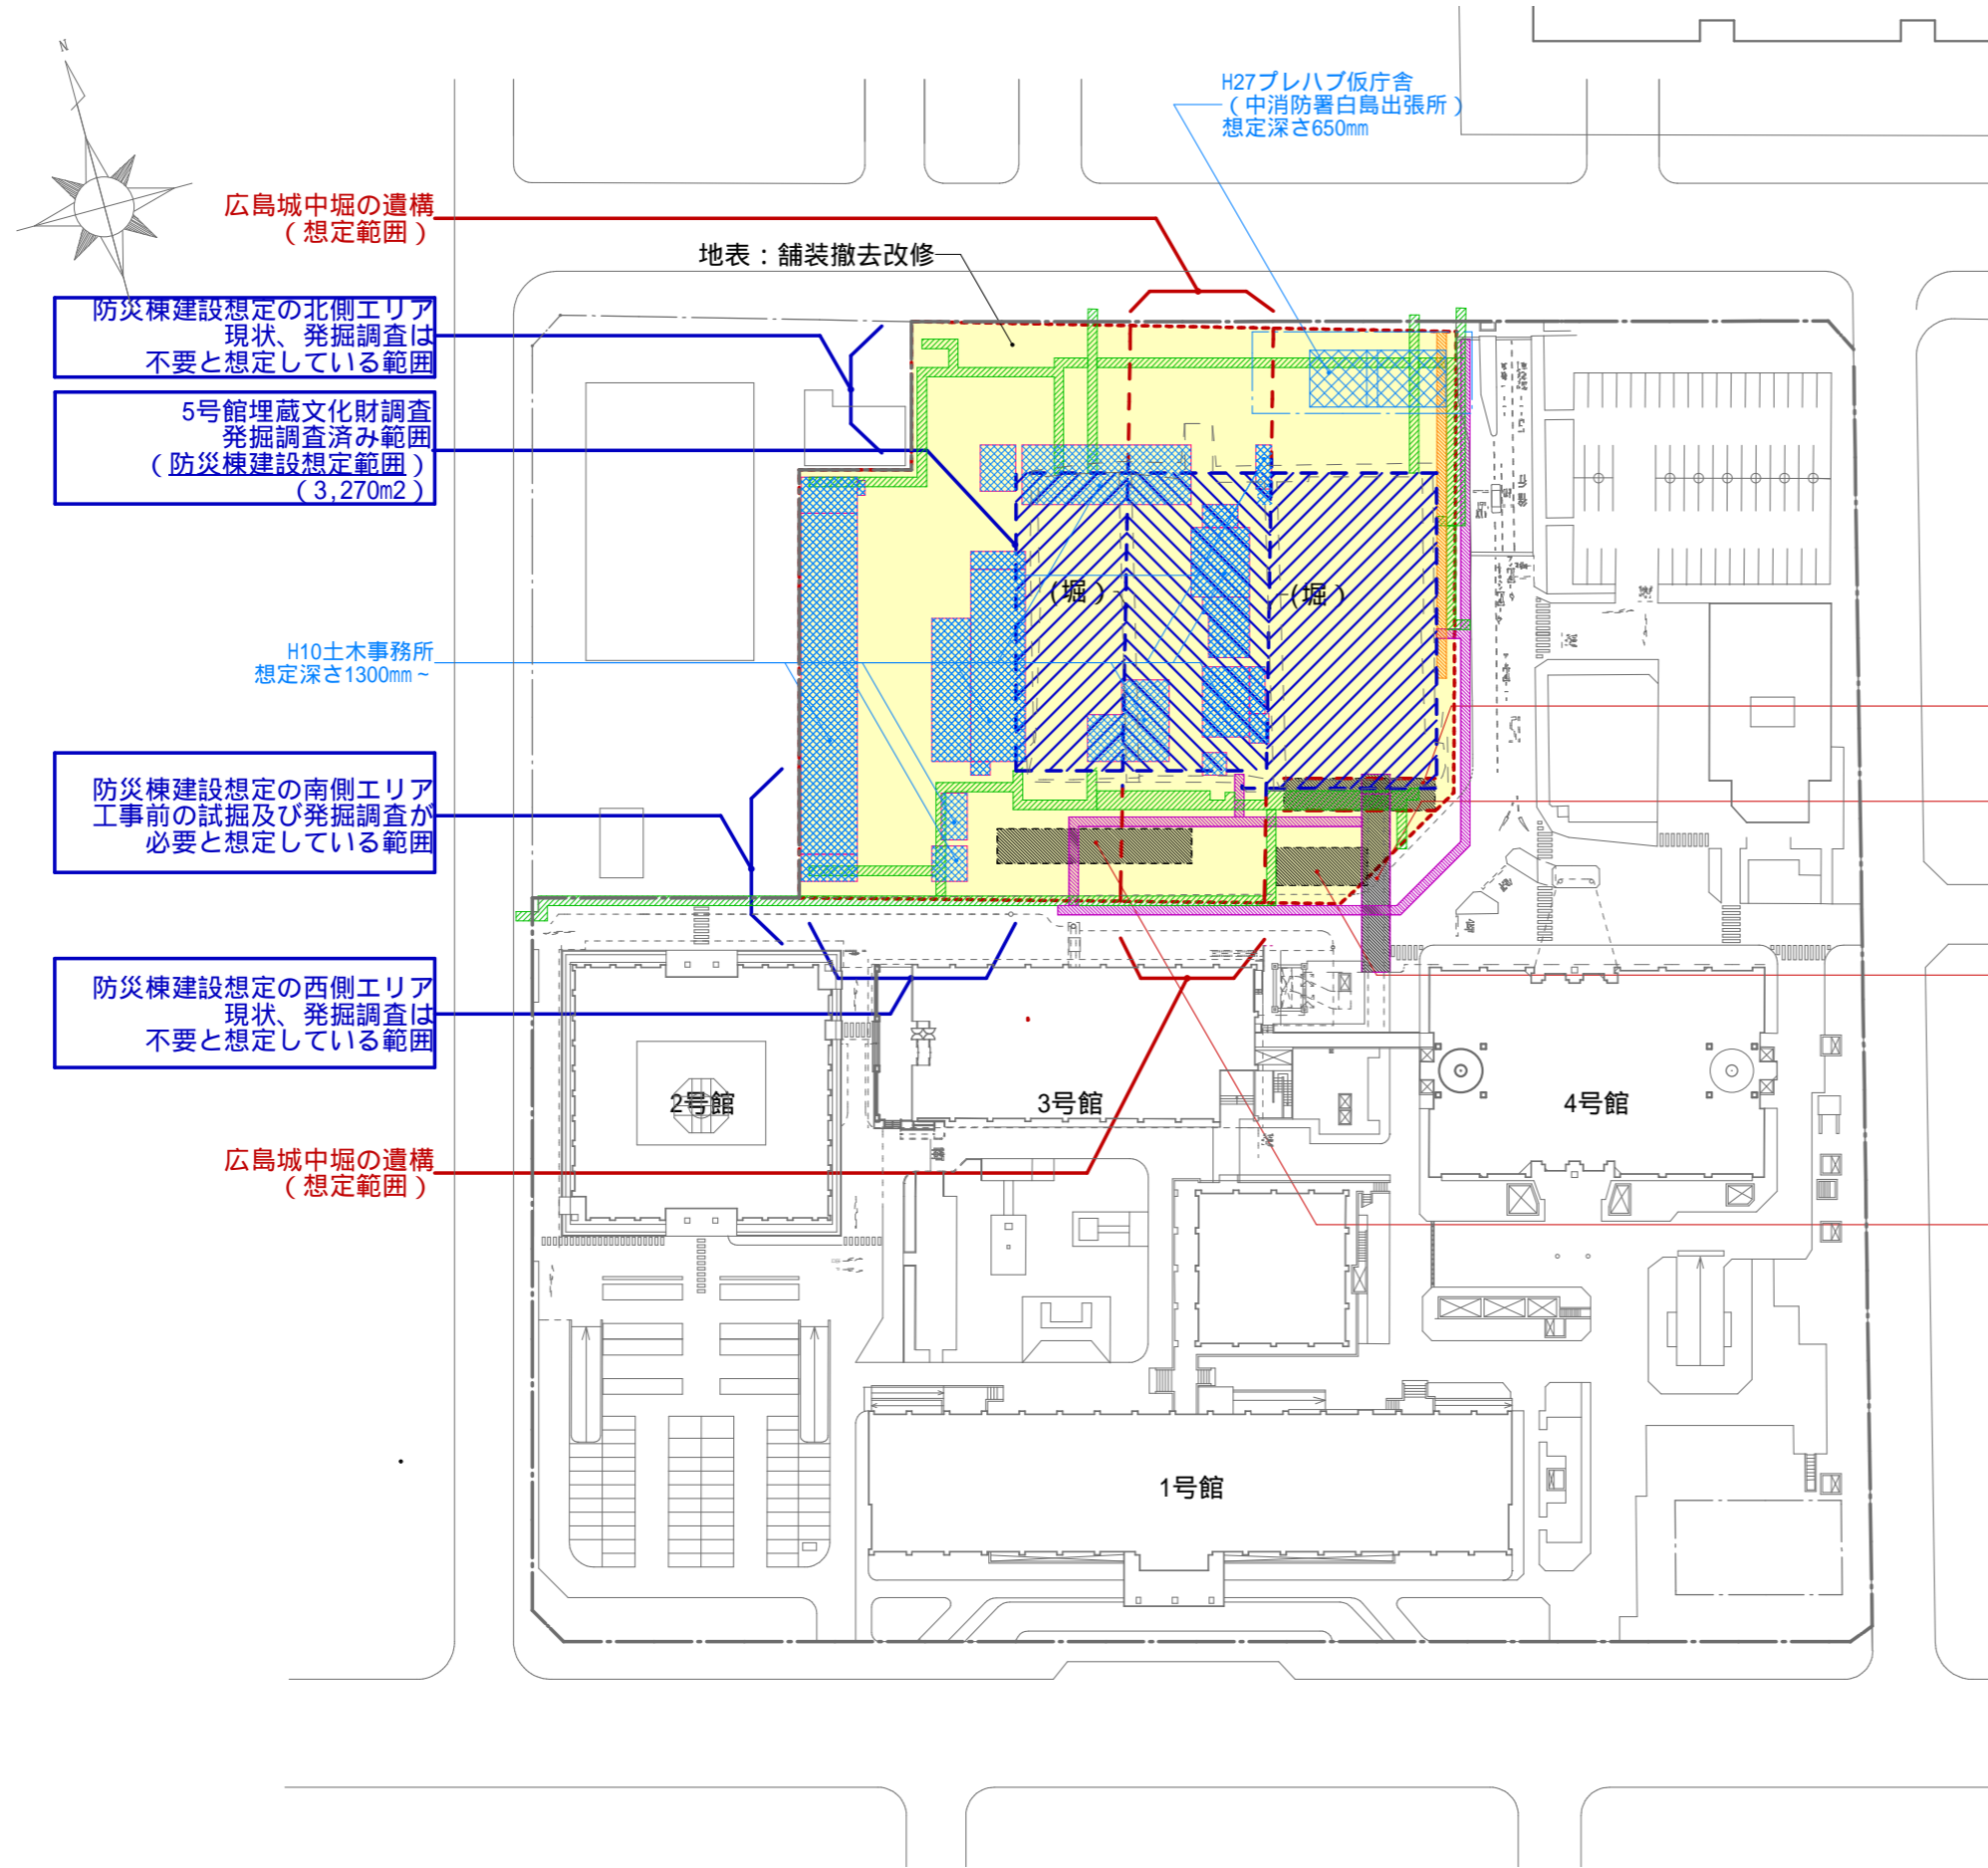 N
H27プレハブ仮庁舎
（中消防署白島出張所）
想定深さ650mm
広島城中堀の遺構
（想定範囲）
地表：舗装撤去改修
防災棟建設想定の北側エリア
現状、発掘調査は
不要と想定している範囲
5号館埋蔵文化財調査
発掘調査済み範囲
（防災棟建設想定範囲）
（3,270m2）
（堀）
（堀）
H10土木事務所
想定深さ1300mm～
防災棟建設想定の南側エリア
工事前の試掘及び発掘調査が
必要と想定している範囲
防災棟建設想定の西側エリア
現状、発掘調査は
不要と想定している範囲
2号館
3号館
4号館
広島城中堀の遺構
（想定範囲）
1号館